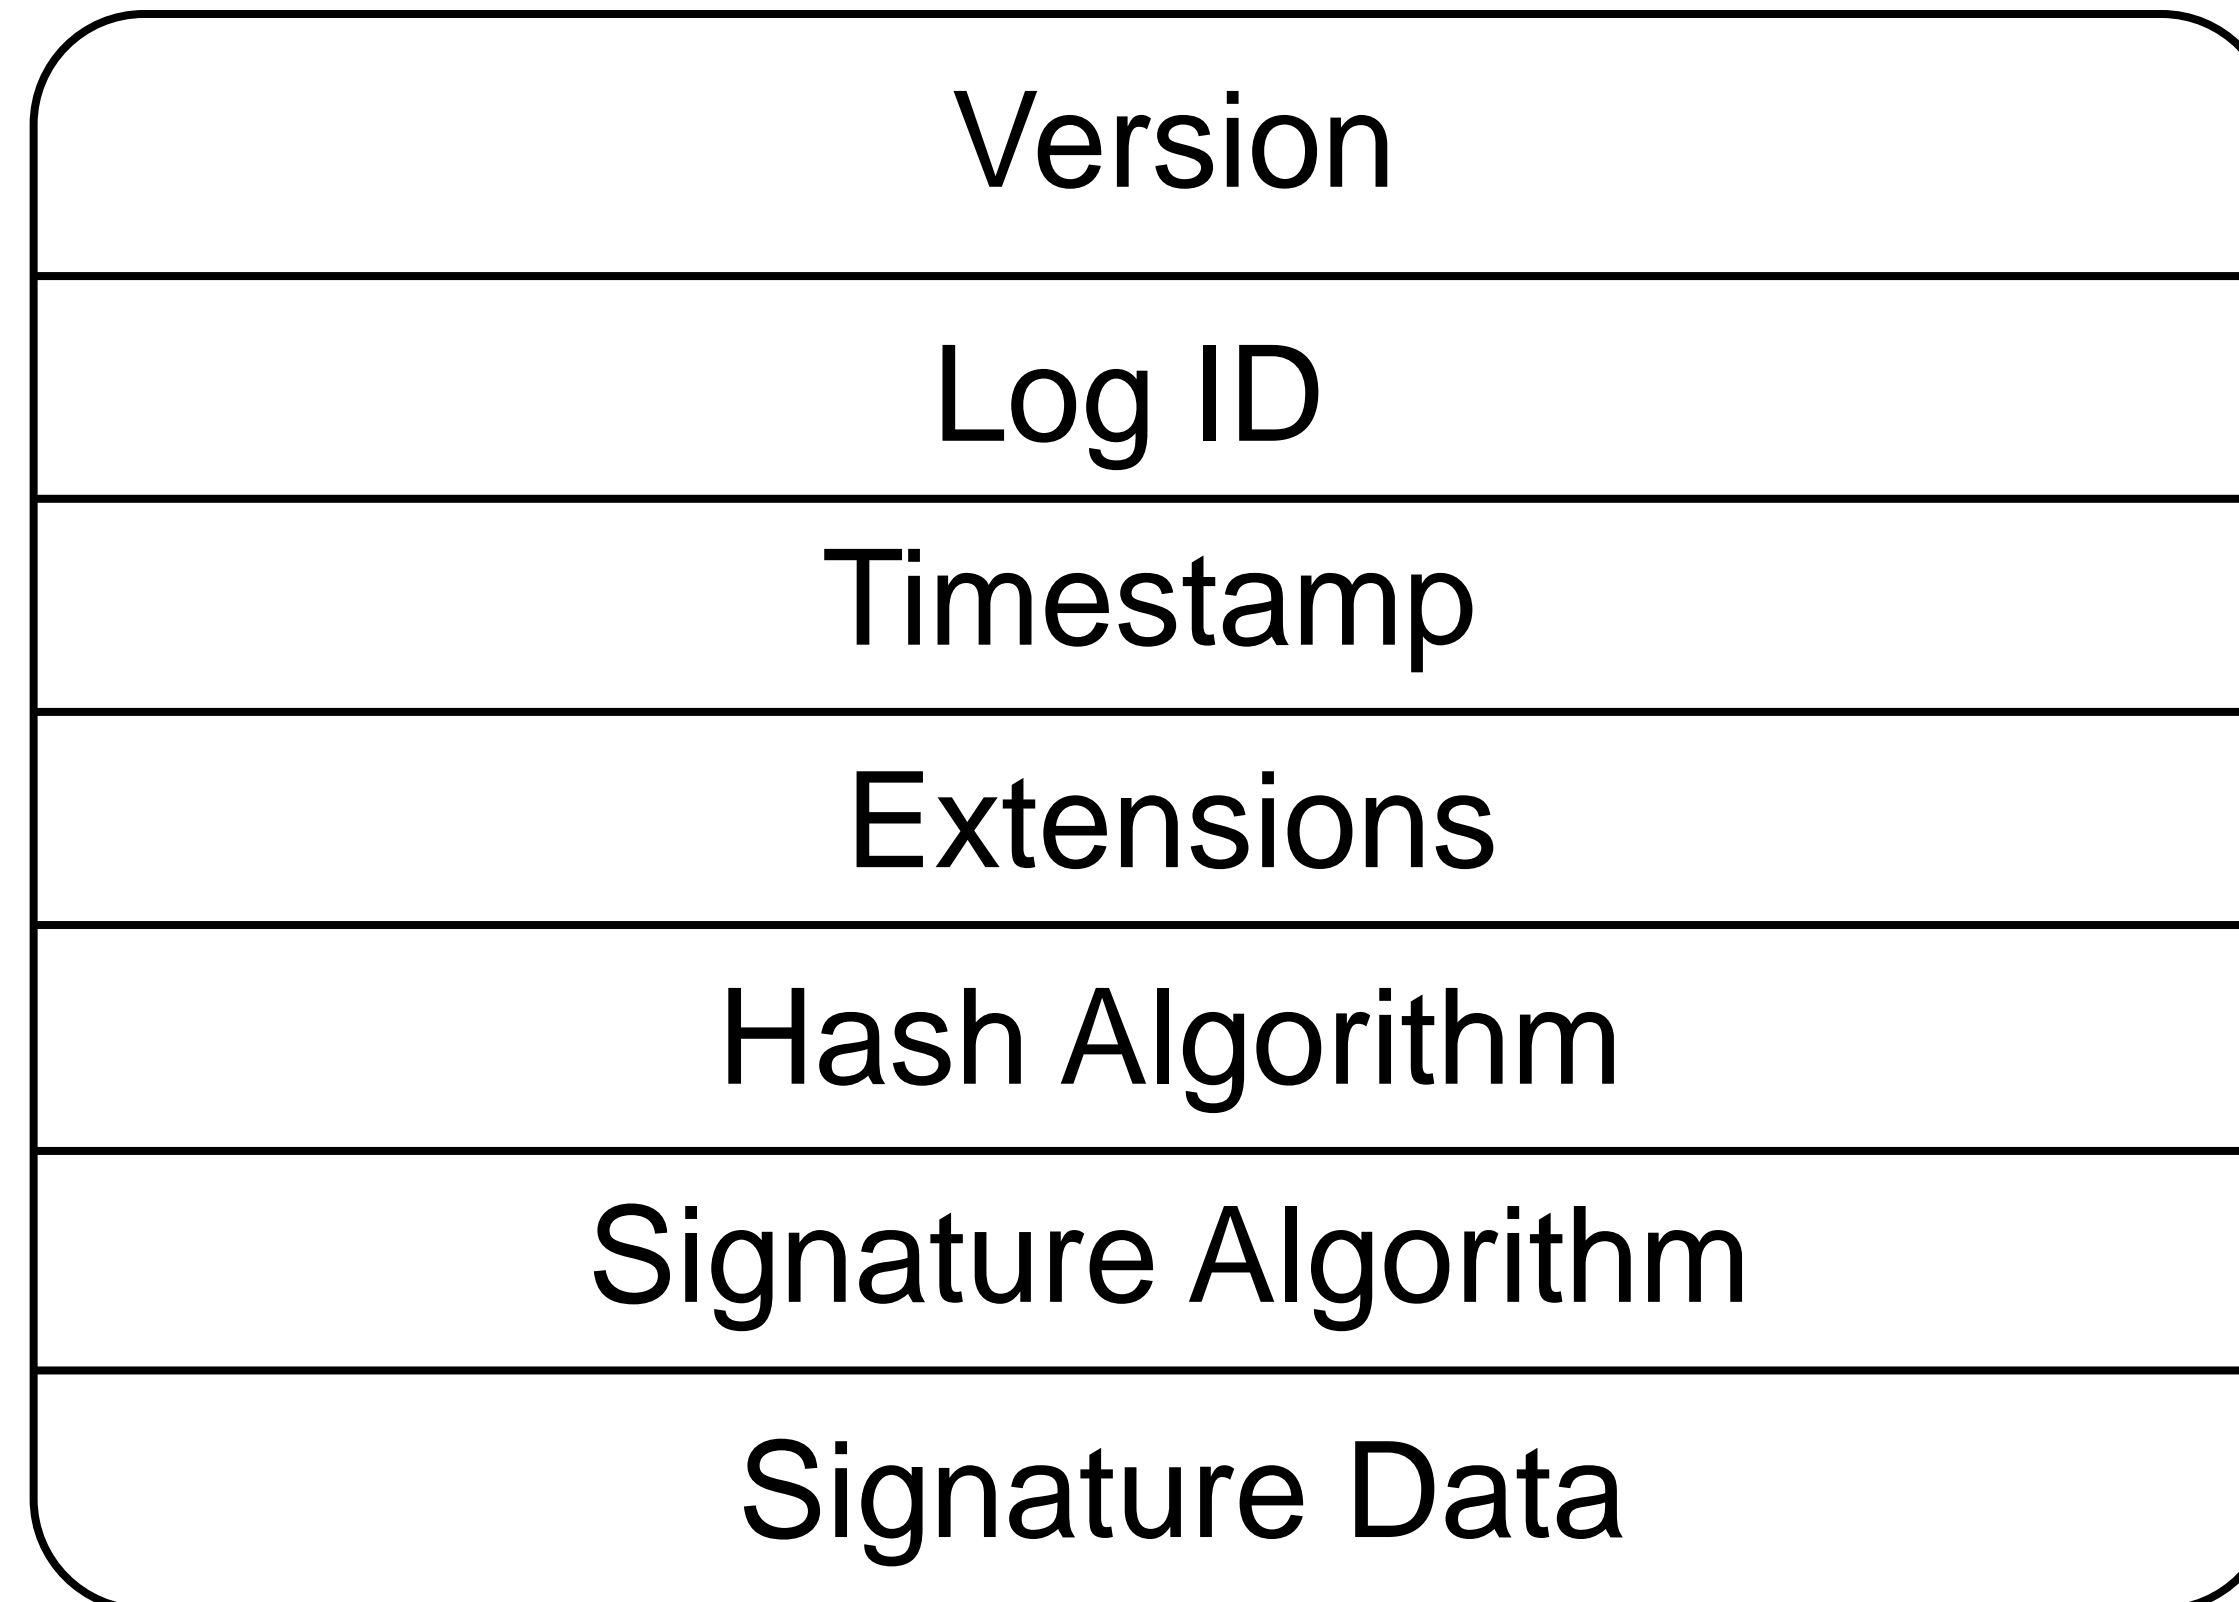 Version
Log ID
Timestamp
Extensions
Hash Algorithm
Signature Algorithm
Signature Data